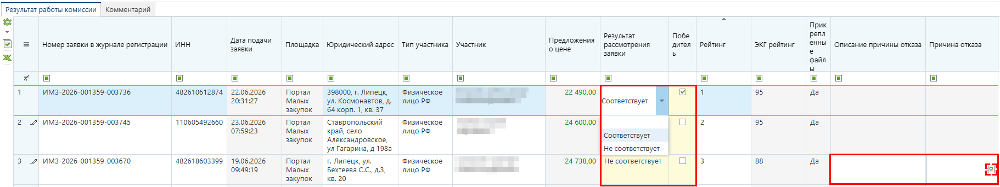 Результат работы комиссии
Комментарий
Номер заявки в журнале регистрации
ИНН
Дата подачи
заявки
Площадка
Юридический адрес
Тип участника
Участник
Предложения
о цене
Результат
рассмотрения
заявки
Побе
дител
ь
Рейтинг
ЭКГ рейтинг
При
кре
пле
нны
е
файл
ы
Описание причины отказа
Причина отказа
1
ИМЗ-2026-001359-003736
482610612874
22.06.2026
20:31:27
Портал
Малых
закупок
398000, г. Липецк,
ул. Космонавтов, д.
64 корп. 1, кв. 37
Физическое
лицо РФ
22 490,00
Соответствует
1
95
Да
2
ИМЗ-2026-001359-003745
110605492660
23.06.2026
07:59:23
Портал
Малых
закупок
Ставропольский
край, село
Александровское,
ул Гагарина, д 198а
Физическое
лицо РФ
24 600,00
Соответствует
Не соответствует
2
95
Да
3
ИМЗ-2026-001359-003670
482618603399
19.06.2026
09:49:19
Портал
Малых
закупок
г. Липецк, ул.
Бехтеева С.С., д.3,
кв. 20
Физическое
лицо РФ
24 738,00
Не соответствует
3
88
Да